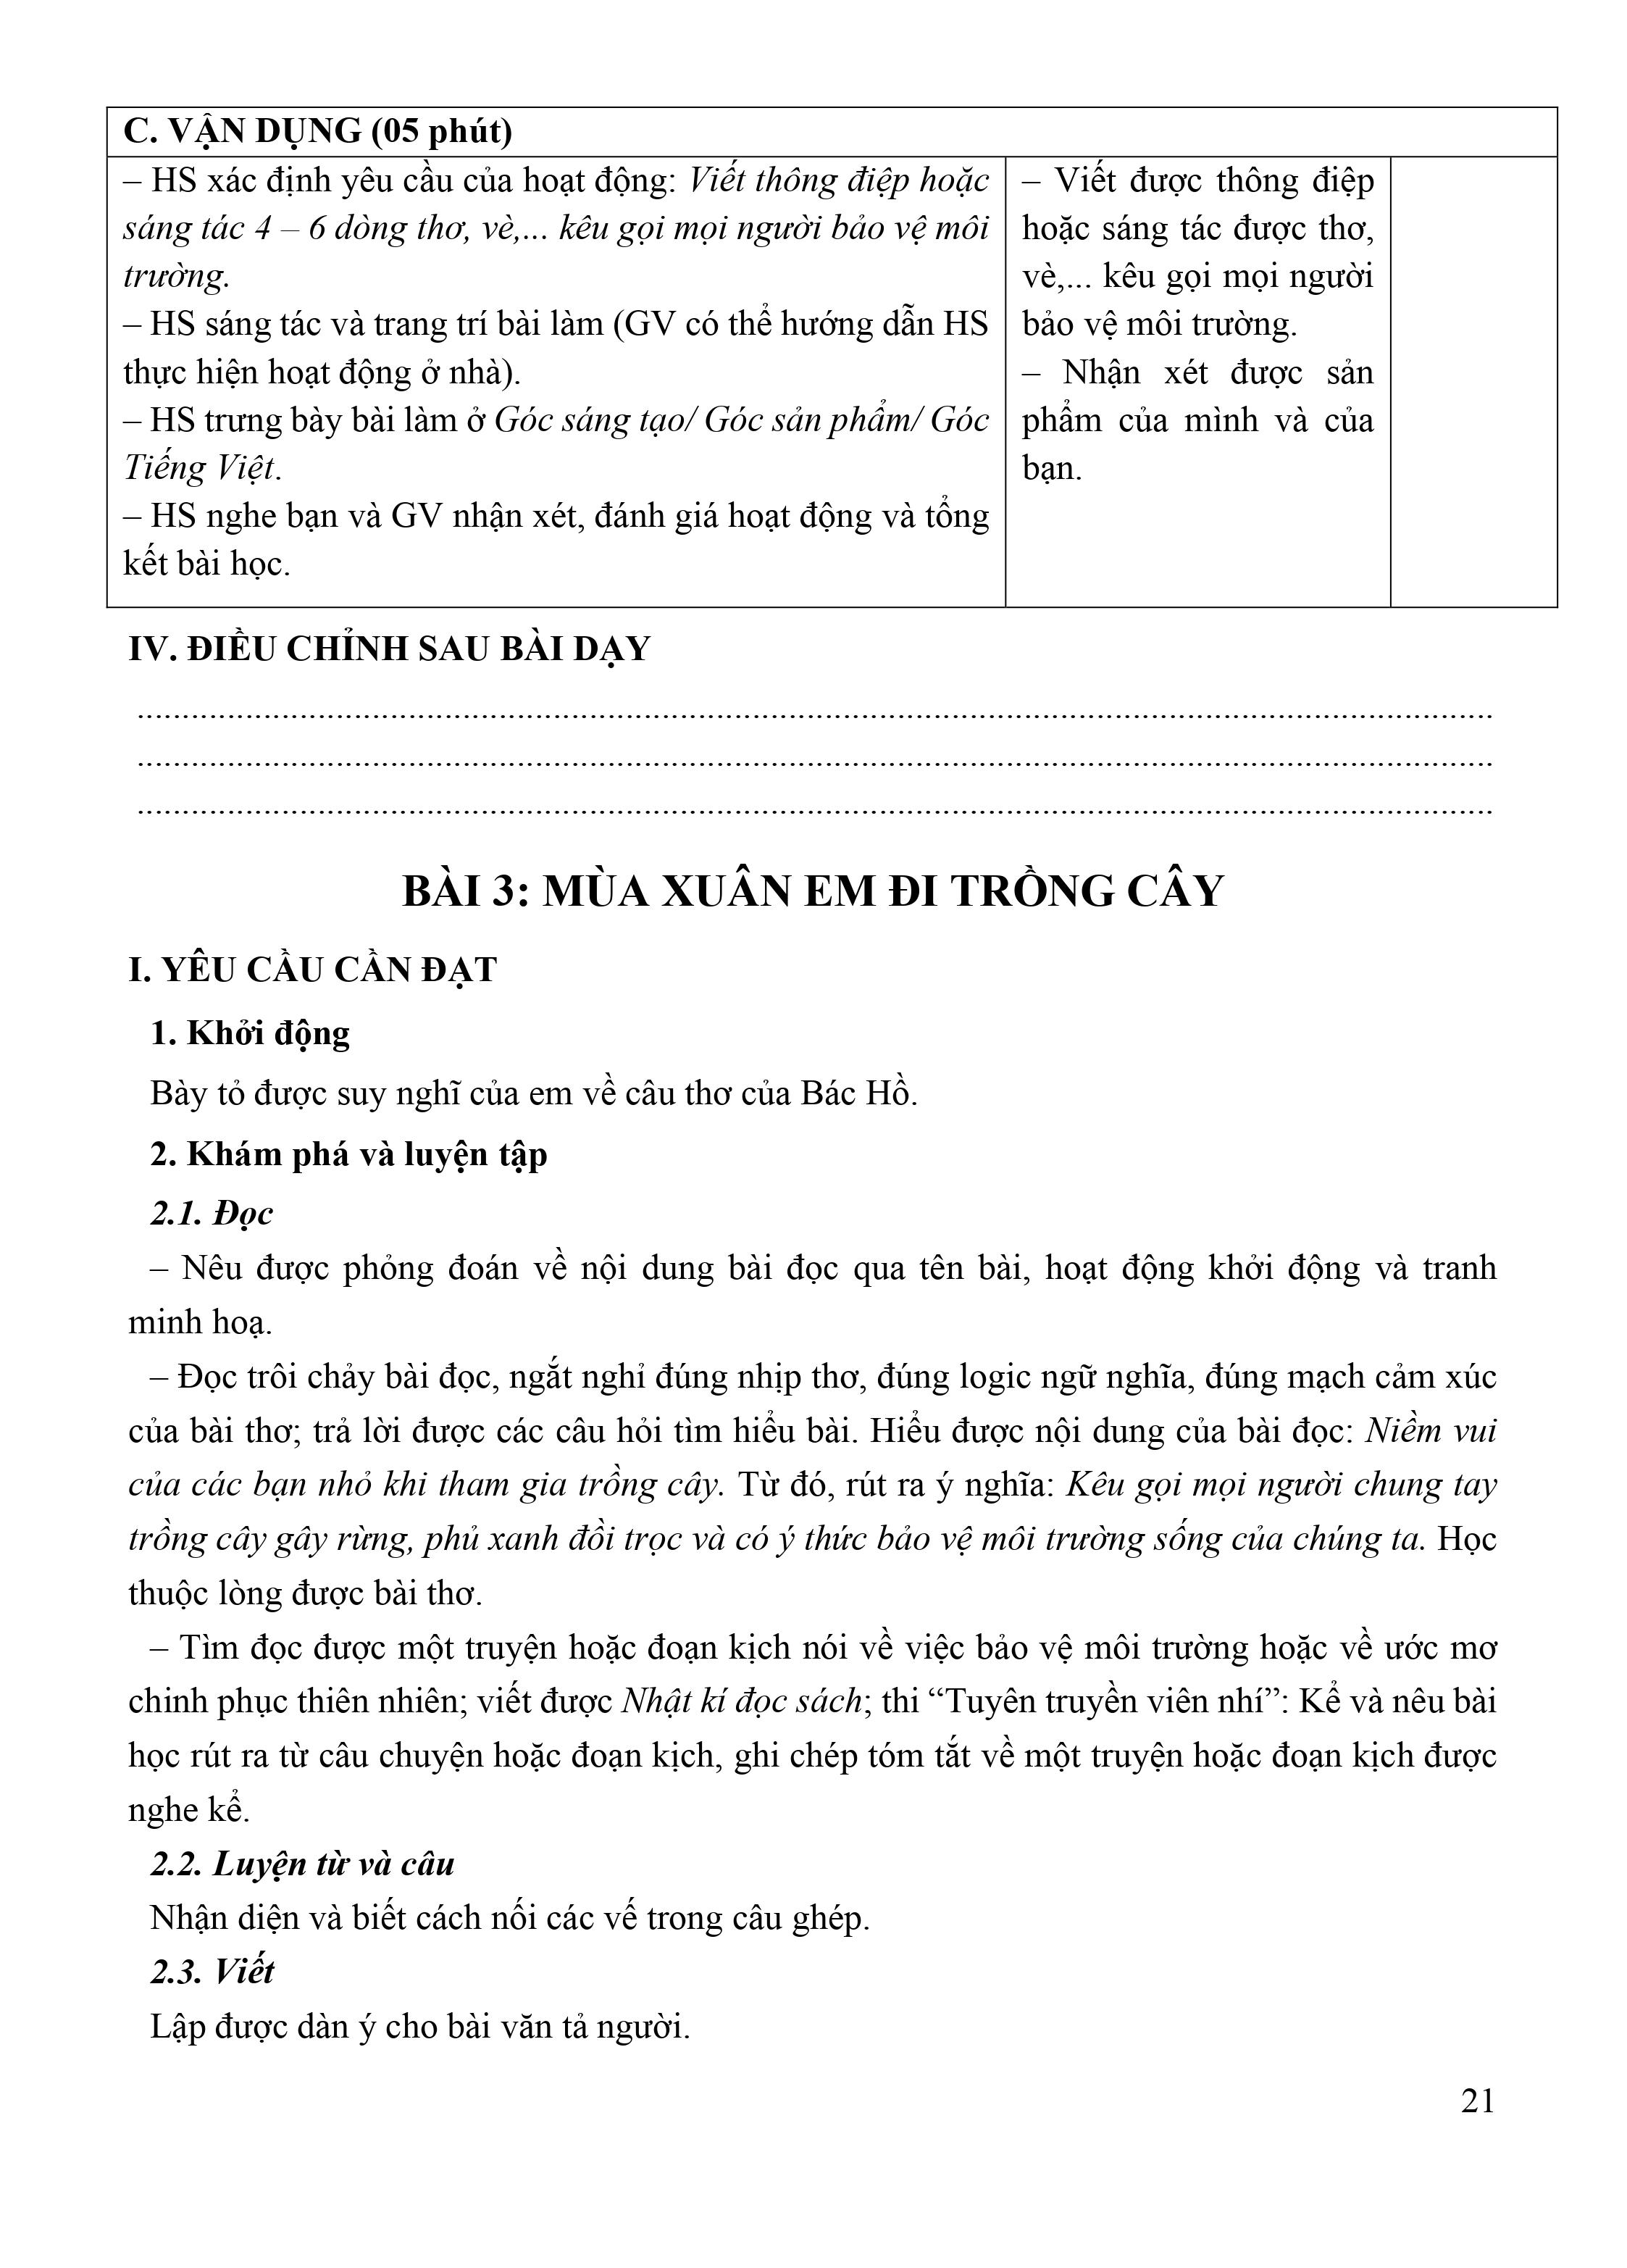 C. VẬN DỤNG (05 phút)
– HS xác định yêu cầu của hoạt động: Viết thông điệp hoặc
sáng tác 4 – 6 dòng thơ, vè,... kêu gọi mọi người bảo vệ môi
trường.
– HS sáng tác và trang trí bài làm (GV có thể hướng dẫn HS
thực hiện hoạt động ở nhà).
– HS trưng bày bài làm ở Góc sáng tạo/ Góc sản phẩm/ Góc
Tiếng Việt.
– HS nghe bạn và GV nhận xét, đánh giá hoạt động và tổng
kết bài học.
– Viết được thông điệp
hoặc sáng tác được thơ,
vè,... kêu gọi mọi người
bảo vệ môi trường.
– Nhận xét được sản
phẩm của mình và của
bạn.
IV. ĐIỀU CHỈNH SAU BÀI DẠY
BÀI 3: MÙA XUÂN EM ĐI TRỒNG CÂY
I. YÊU CẦU CẦN ĐẠT
1. Khởi động
Bày tỏ được suy nghĩ của em về câu thơ của Bác Hồ.
2. Khám phá và luyện tập
2.1. Đọc
– Nêu được phỏng đoán về nội dung bài đọc qua tên bài, hoạt động khởi động và tranh
minh hoạ.
– Đọc trôi chảy bài đọc, ngắt nghỉ đúng nhịp thơ, đúng logic ngữ nghĩa, đúng mạch cảm xúc
của bài thơ; trả lời được các câu hỏi tìm hiểu bài. Hiểu được nội dung của bài đọc: Niềm vui
của các bạn nhỏ khi tham gia trồng cây. Từ đó, rút ra ý nghĩa: Kêu gọi mọi người chung tay
trồng cây gây rừng, phủ xanh đồi trọc và có ý thức bảo vệ môi trường sống của chúng ta. Học
thuộc lòng được bài thơ.
– Tìm đọc được một truyện hoặc đoạn kịch nói về việc bảo vệ môi trường hoặc về ước mơ
chinh phục thiên nhiên; viết được Nhật kí đọc sách; thi “Tuyên truyền viên nhí”: Kể và nêu bài
học rút ra từ câu chuyện hoặc đoạn kịch, ghi chép tóm tắt về một truyện hoặc đoạn kịch được
nghe kể.
2.2. Luyện từ và câu
Nhận diện và biết cách nối các vế trong câu ghép.
2.3. Viết
Lập được dàn ý cho bài văn tả người.
21